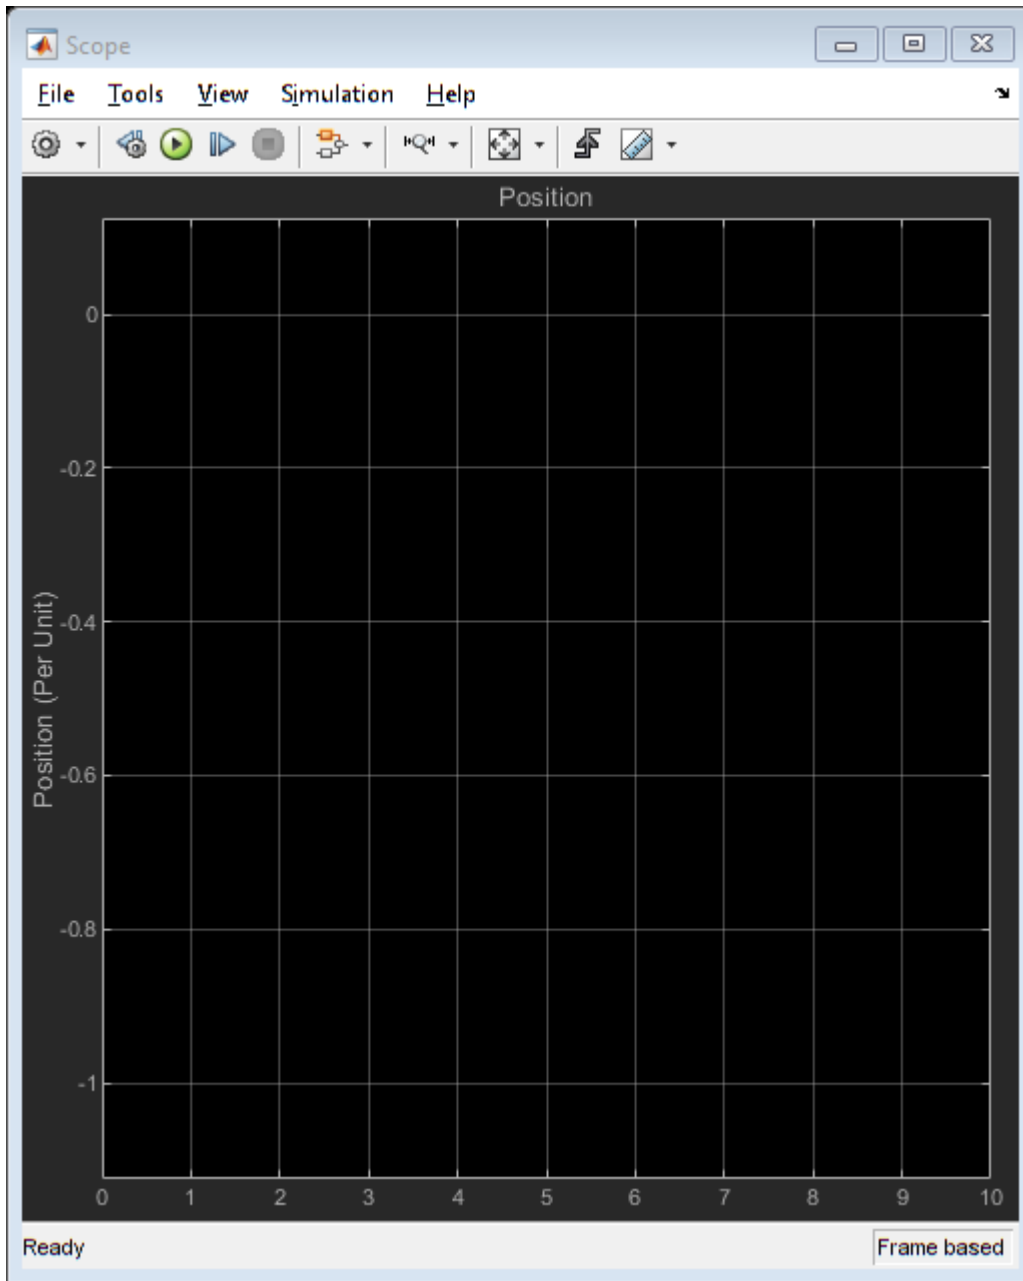 Scope
File Tools View Simulation Help
Position
0
-0.2
-0.4
-0.6
-0.8
-1
Position (Per Unit)
0 1 2 3 4 5 6 7 8 9 10
Ready Frame based